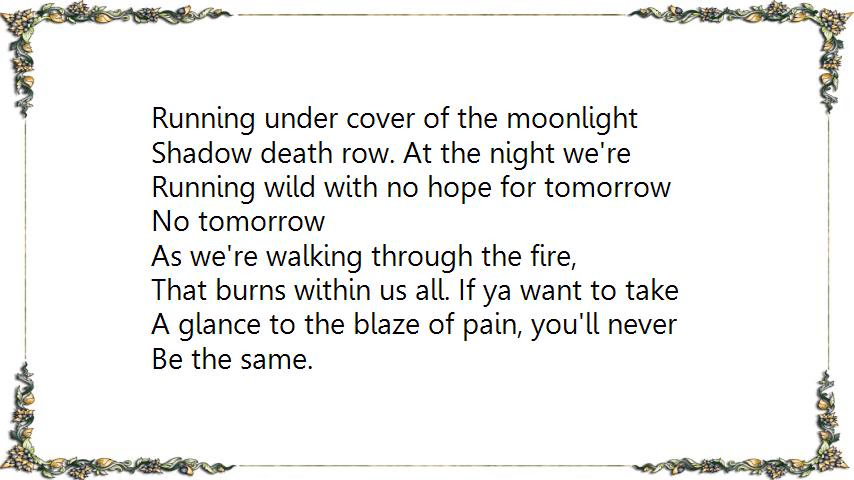 Running under cover of the moonlight
Shadow death row. At the night we're
Running wild with no hope for tomorrow
No tomorrow
As we're walking through the fire,
That burns within us all. If ya want to take
A glance to the blaze of pain, you'll never
Be the same.